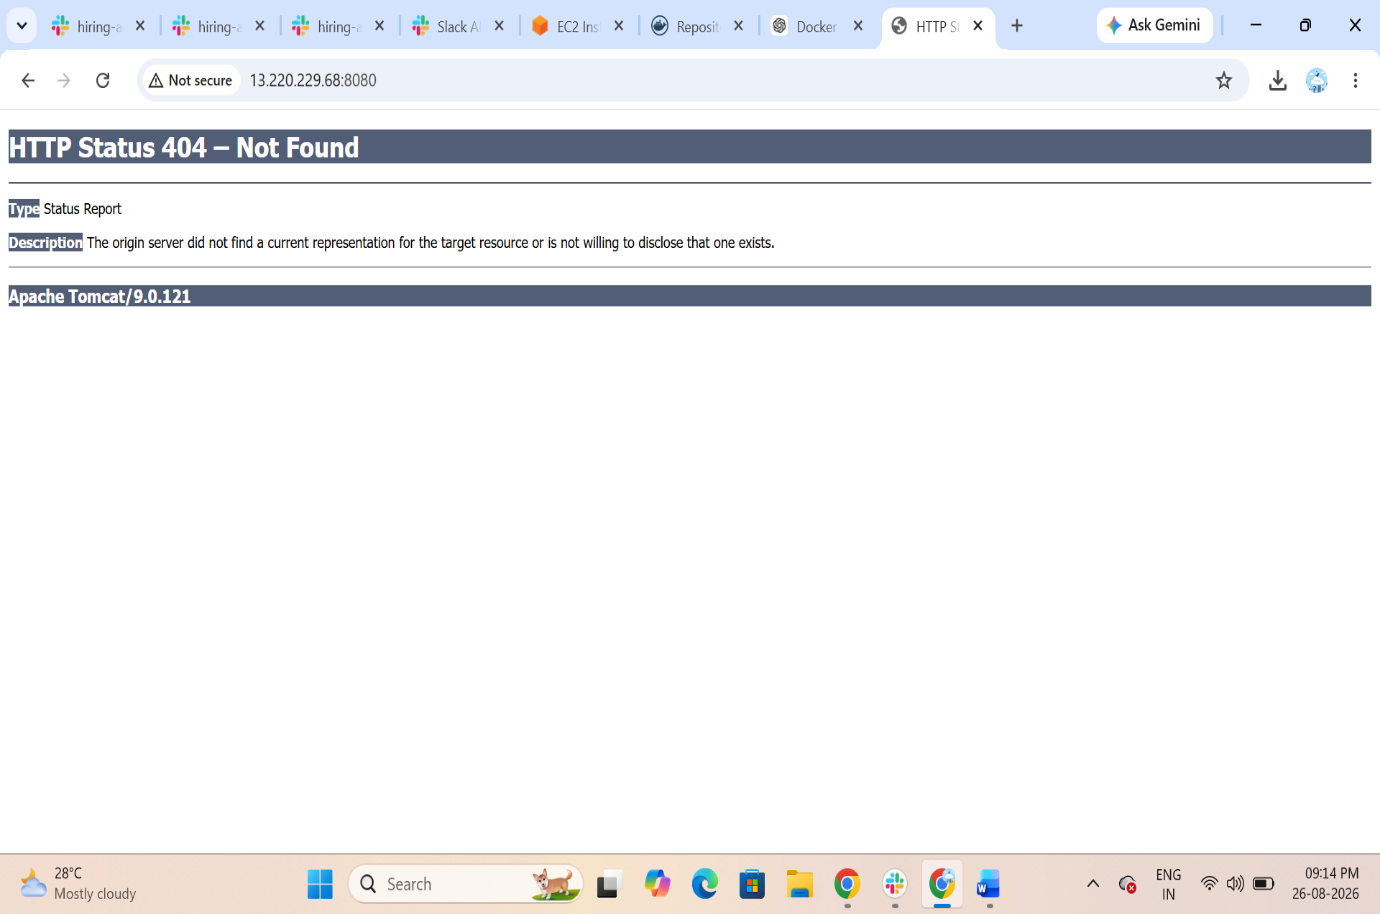 hiring-a
hiring-a
hiring-a
Slack A
EC2 Ins
Reposit
Docker
HTTP S
Ask Gemini
Not secure
13.220.229.68:8080
HTTP Status 404 – Not Found
Type Status Report
Description The origin server did not find a current representation for the target resource or is not willing to disclose that one exists.
Apache Tomcat/9.0.121
28°C
Mostly cloudy
Search
ENG
IN
09:14 PM
26-08-2026